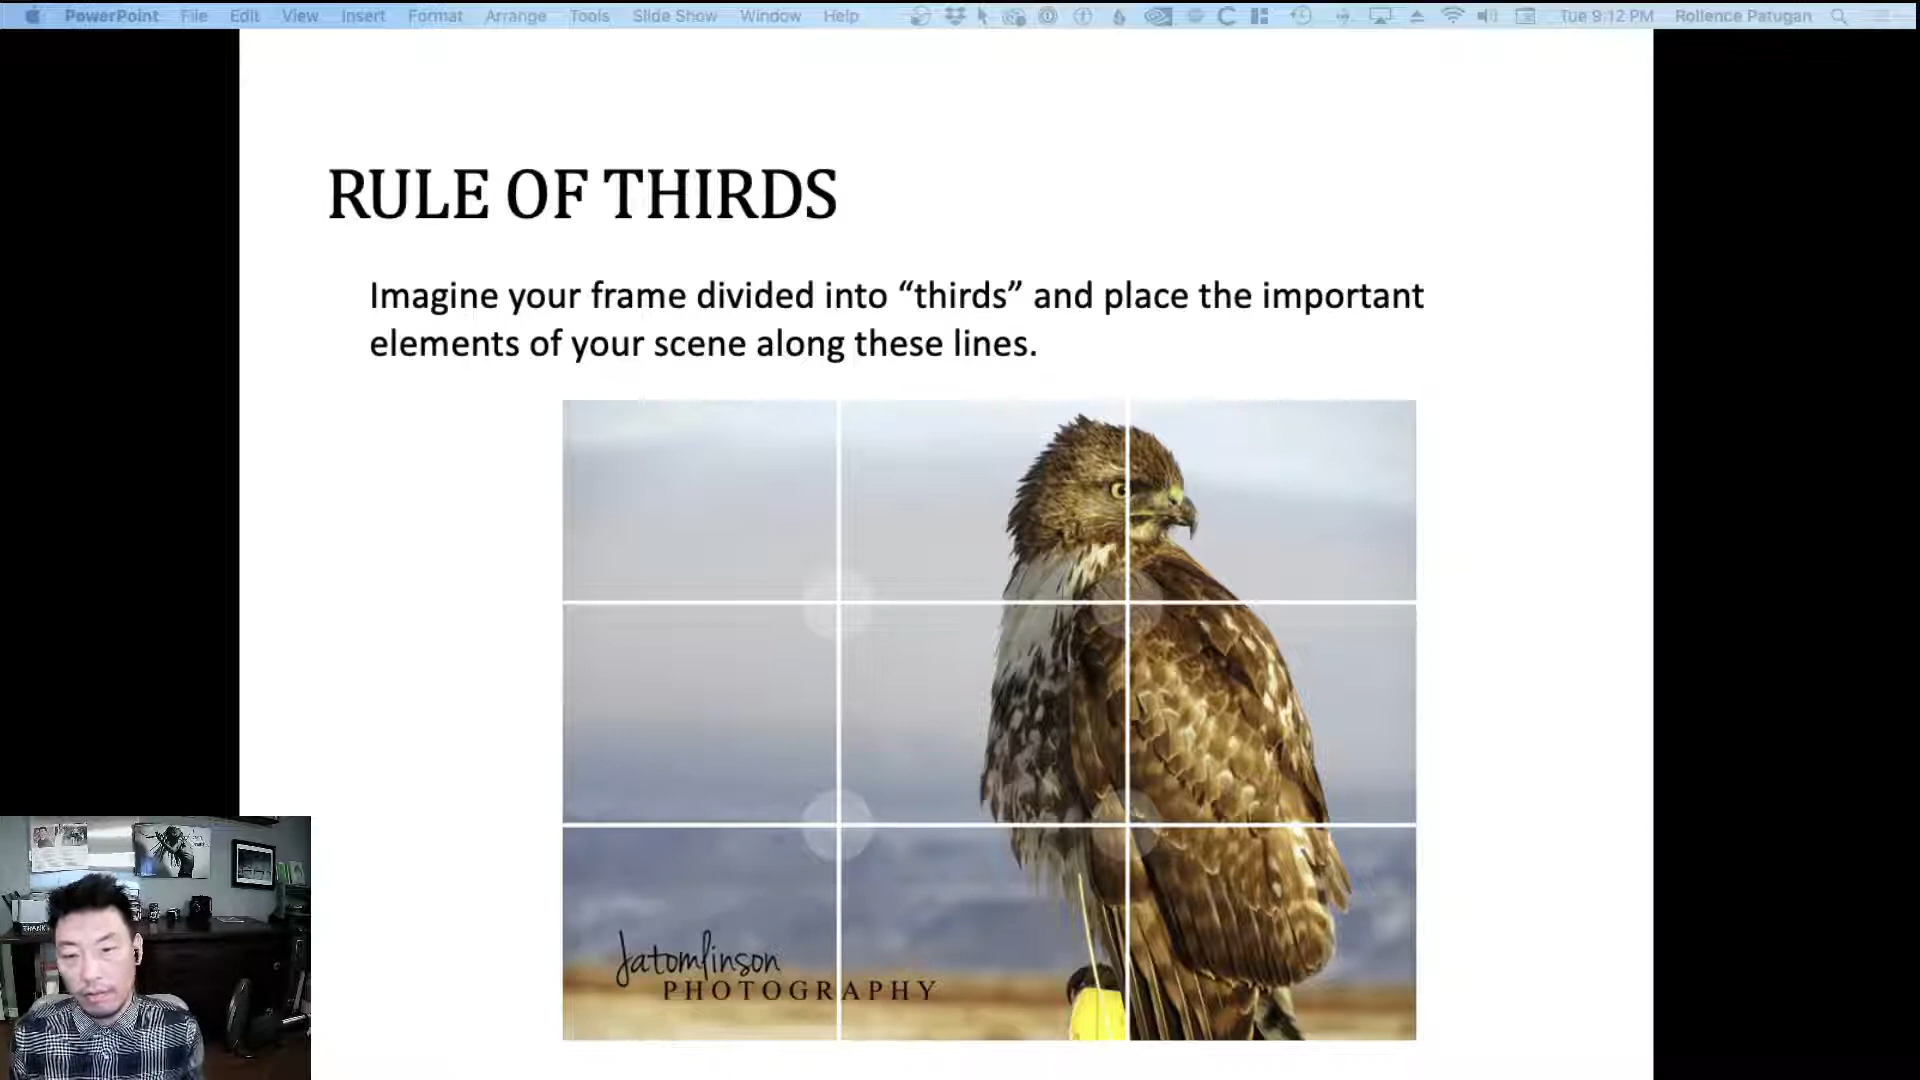 PowerPoint File Edit View Insert Format Arrange Tools Slide Show Window Help Tue 9:12 PM Rollence Patugan
RULE OF THIRDS
Imagine your frame divided into “thirds” and place the important
elements of your scene along these lines.
Jatomlinson
PHOTOGRAPHY
THANK